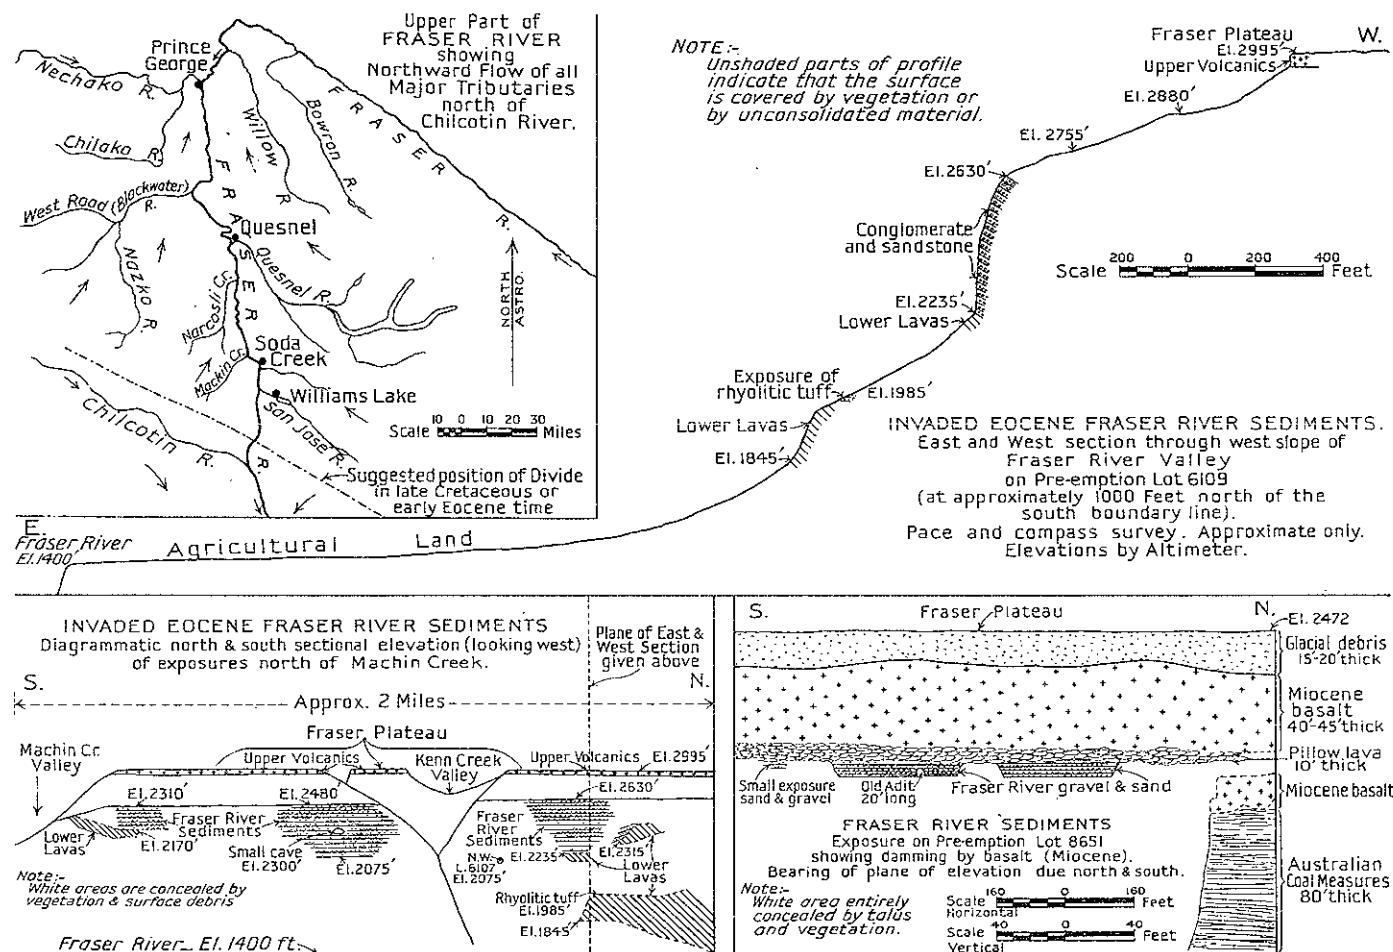 Upper Part of
FRASER RIVER
showing
Northward Flow of all
Major Tributaries
north of
Chilcotin River.
Prince
George
Nechako R.
Chilako R.
West Road (Blackwater)
R.
Nazko R.
FRASER R.
Willow R.
Bowron R.
FRASER R.
Quesnel
Quesnel R.
Narcosli Cr.
Mackin Cr.
Soda
Creek
Williams Lake
San José R.
Chilcotin R.
NORTH
ASTRO.
10 0 10 20 30
Scale Miles
Suggested position of Divide
in late Cretaceous or
early Eocene time
NOTE:-
Unshaded parts of profile
indicate that the surface
is covered by vegetation or
by unconsolidated material.
Fraser Plateau
W.
El. 2995'
Upper Volcanics
El. 2880'
El. 2755'
El. 2630'
Conglomerate
and sandstone
200 0 200 400
Scale Feet
El. 2235'
Lower Lavas
Exposure of
rhyolitic tuff
El. 1985'
Lower Lavas
El. 1845'
E.
Fraser River
El. 1400'
Agricultural Land
INVADED EOCENE FRASER RIVER SEDIMENTS.
East and West section through west slope of
Fraser River Valley
on Pre-emption Lot 6109
(at approximately 1000 Feet north of the
south boundary line).
Pace and compass survey. Approximate only.
Elevations by Altimeter.
INVADED EOCENE FRASER RIVER SEDIMENTS
Diagrammatic north & south sectional elevation (looking west)
of exposures north of Machin Creek.
Plane of East &
West Section
given above
S.
N.
Approx. 2 Miles
Fraser Plateau
Machin Cr.
Valley
Upper Volcanics
Kenn Creek
Valley
Upper Volcanics
El. 2995'
El. 2310'
El. 2480'
El. 2630'
Fraser River
Sediments
Fraser
River
Sediments
Lower
Lavas
El. 2170'
Small cave
El. 2300'
El. 2075'
El. 2235'
El. 2315'
N.W.
L. 6107
El. 2075'
Lower
Lavas
Rhyolitic tuff
El. 1985'
El. 1845'
Note:-
White areas are concealed by
vegetation & surface debris
Fraser River El. 1400 ft.
S.
Fraser Plateau
N.
El. 2472
Glacial debris
15-20' thick
Miocene
basalt
40-45' thick
Pillow lava
10' thick
Miocene basalt
Small exposure
sand & gravel
Old Adit
20' long
Fraser River gravel & sand
FRASER RIVER SEDIMENTS
Exposure on Pre-emption Lot 8651
showing damming by basalt (Miocene).
Bearing of plane of elevation due north & south.
Note:-
White area entirely
concealed by talus
and vegetation.
160 0 160
Scale Feet
Horizontal
40 0 40
Scale Feet
Vertical
Australian
Coal Measures
80' thick